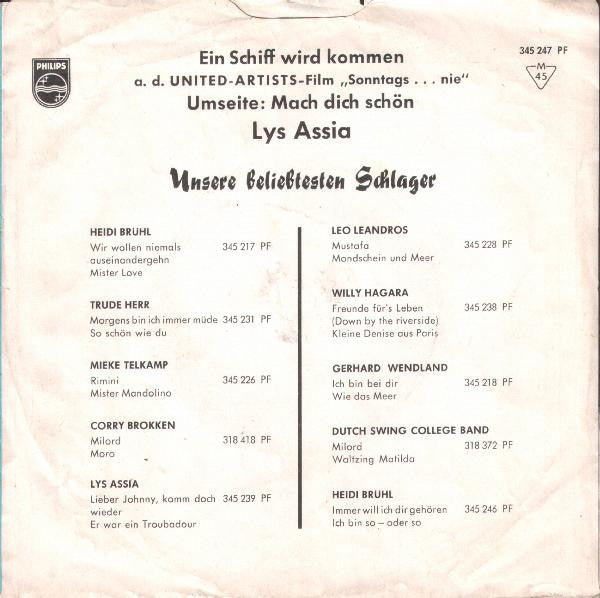 PHILIPS
Ein Schiff wird kommen
345 247 PF
a. d. UNITED-ARTISTS-Film „Sonntags . . . nie"
M
45
Umseite: Mach dich schön
Lys Assia
Unsere beliebtesten Schlager
HEIDI BRÜHL
Wir wollen niemals 345 217 PF
auseinandergehn
Mister Love
TRUDE HERR
Morgens bin ich immer müde 345 231 PF
So schön wie du
MIEKE TELKAMP
Rimini 345 226 PF
Mister Mandolino
CORRY BROKKEN
Milord 318 418 PF
Moro
LYS ASSIA
Lieber Johnny, komm doch 345 239 PF
wieder
Er war ein Troubadour
LEO LEANDROS
Mustafa 345 228 PF
Mondschein und Meer
WILLY HAGARA
Freunde für's Leben 345 238 PF
(Down by the riverside)
Kleine Denise aus Paris
GERHARD WENDLAND
Ich bin bei dir 345 218 PF
Wie das Meer
DUTCH SWING COLLEGE BAND
Milord 318 372 PF
Waltzing Matilda
HEIDI BRÜHL
Immer will ich dir gehören 345 246 PF
Ich bin so – oder so